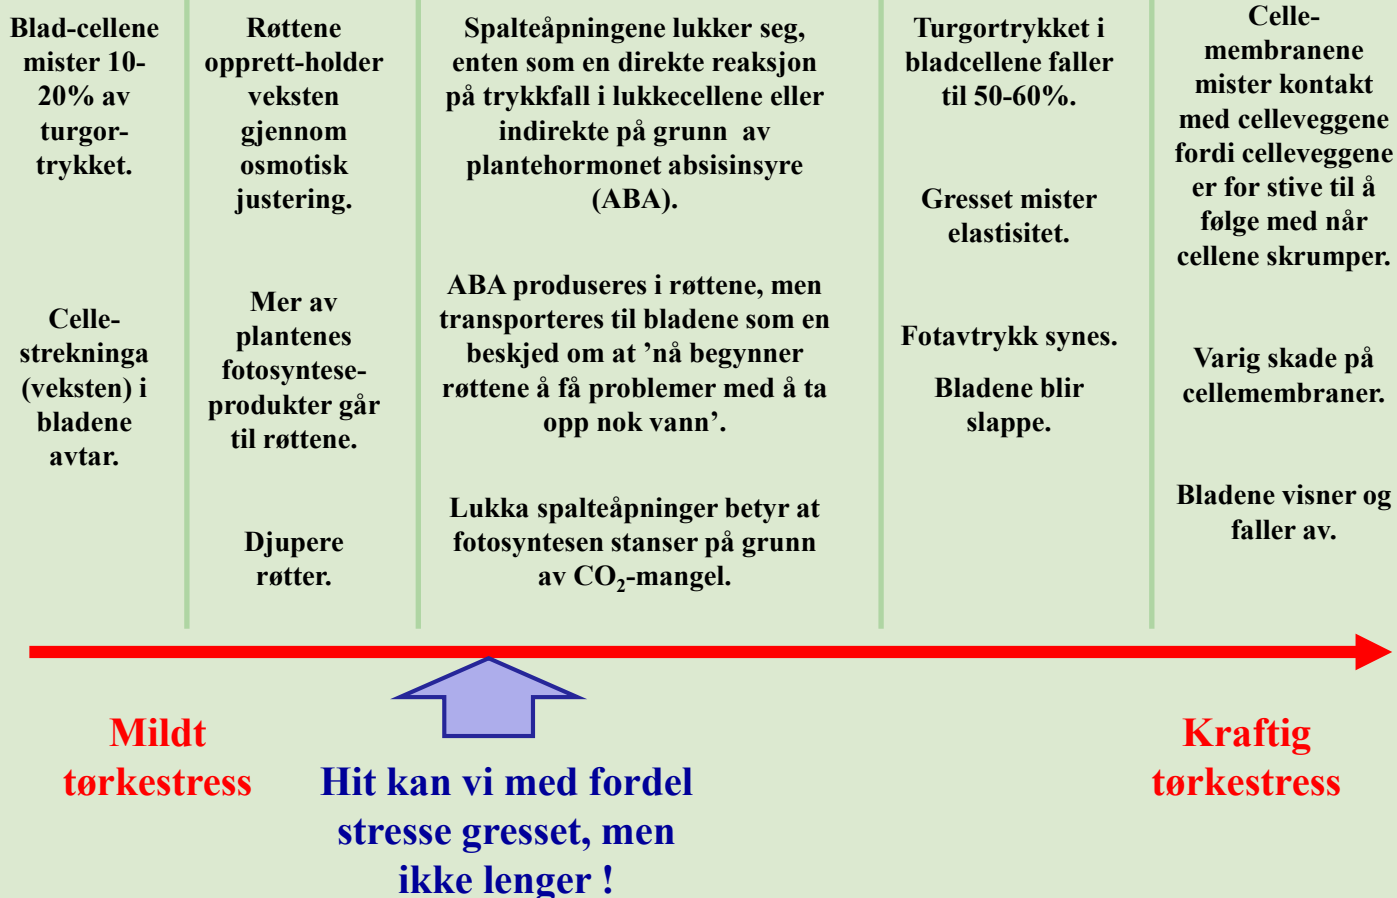 Blad-cellene
mister 10-
20% av
turgor-
trykket.
Celle-
strekninga
(veksten) i
bladene
avtar.
Røttene
opprett-holder
veksten
gjennom
osmotisk
justering.
Mer av
plantenes
fotosyntese-
produkter går
til røttene.
Djupere
røtter.
Spalteåpningene lukker seg,
enten som en direkte reaksjon
på trykkfall i lukkecellene eller
indirekte på grunn  av
plantehormonet absisinsyre
(ABA).
ABA produseres i røttene, men
transporteres til bladene som en
beskjed om at ’nå begynner
røttene å få problemer med å ta
opp nok vann’.
Lukka spalteåpninger betyr at
fotosyntesen stanser på grunn
av CO₂-mangel.
Turgortrykket i
bladcellene faller
til 50-60%.
Gresset mister
elastisitet.
Fotavtrykk synes.
Bladene blir
slappe.
Celle-
membranene
mister kontakt
med celleveggene
fordi celleveggene
er for stive til å
følge med når
cellene skrumper.
Varig skade på
cellemembraner.
Bladene visner og
faller av.
Mildt
tørkestress
Hit kan vi med fordel
stresse gresset, men
ikke lenger !
Kraftig
tørkestress